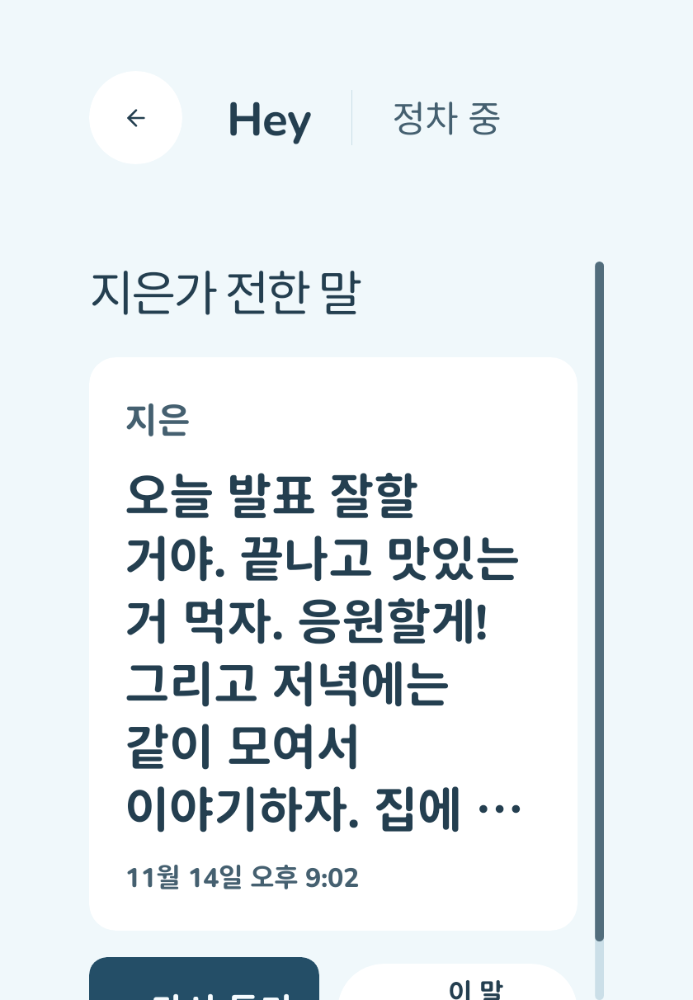 Hey 정차 중
지은가 전한 말
지은
오늘 발표 잘할
거야. 끝나고 맛있는
거 먹자. 응원할게!
그리고 저녁에는
같이 모여서
이야기하자. 집에 …
11월 14일 오후 9:02
이 말